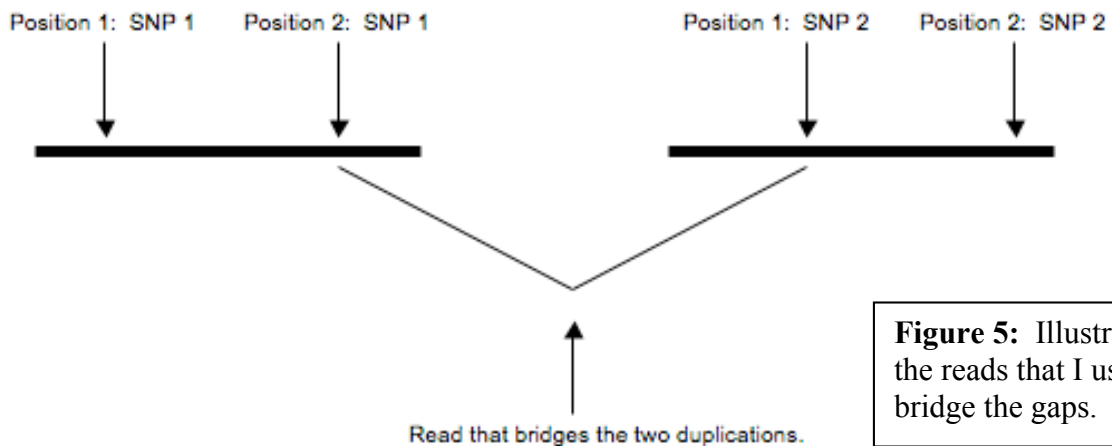 Position 1: SNP 1 Position 2: SNP 1 Position 1: SNP 2 Position 2: SNP 2
Figure 5: Illustr
the reads that I us
bridge the gaps.
Read that bridges the two duplications.